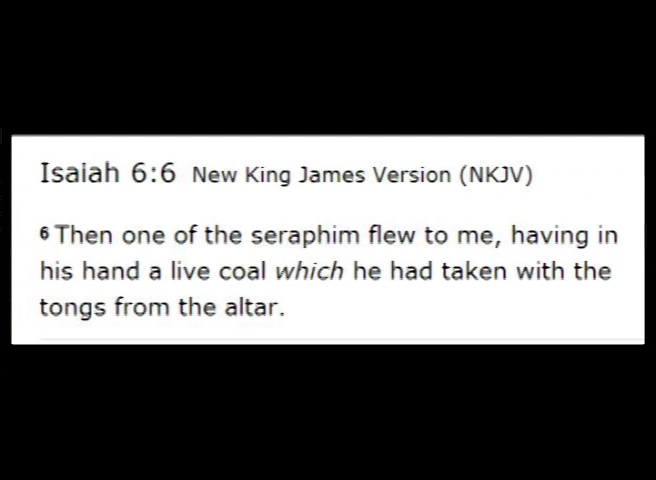 Isaiah 6:6 New King James Version (NKJV)
6 Then one of the seraphim flew to me, having in
his hand a live coal which he had taken with the
tongs from the altar.